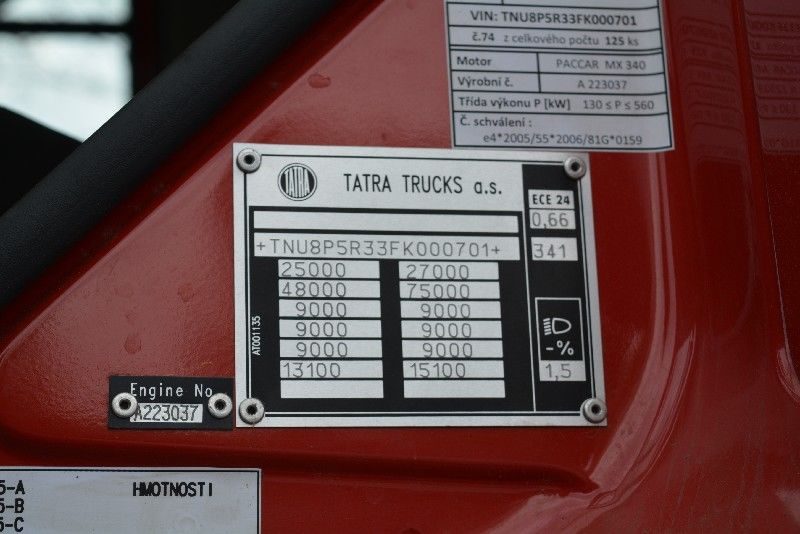 VIN: TNU8P5R33FK000701
č.74 z celkového počtu 125 ks
Motor PACCAR MX 340
Výrobní č. A 223037
Třída výkonu P [kW] 130 ≤ P ≤ 560
Č. schválení :
e4*2005/55*2006/81G*0159
TATRA TATRA TRUCKS a.s.
ECE 24
0,66
+TNU8P5R33FK000701+ 341
25000 27000
48000 75000
9000 9000
9000 9000
9000 9000
13100 15100
-%
1,5
AT001135
Engine No
A223037
5-A HMOTNOSTI
5-B
5-C